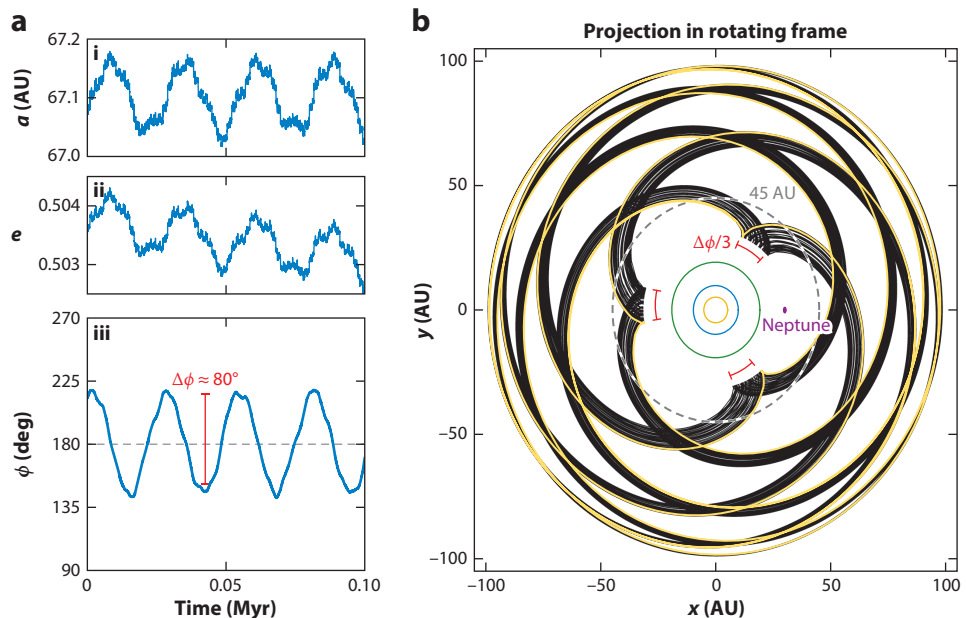 a
i
67.2
67.1
67.0
a (AU)
ii
0.504
0.503
e
iii
270
225
180
135
90
ϕ (deg)
Δϕ ≈ 80°
0
0.05
0.10
Time (Myr)
b
Projection in rotating frame
100
50
0
−50
−100
y (AU)
45 AU
Δϕ/3
Neptune
−100
−50
0
50
100
x (AU)